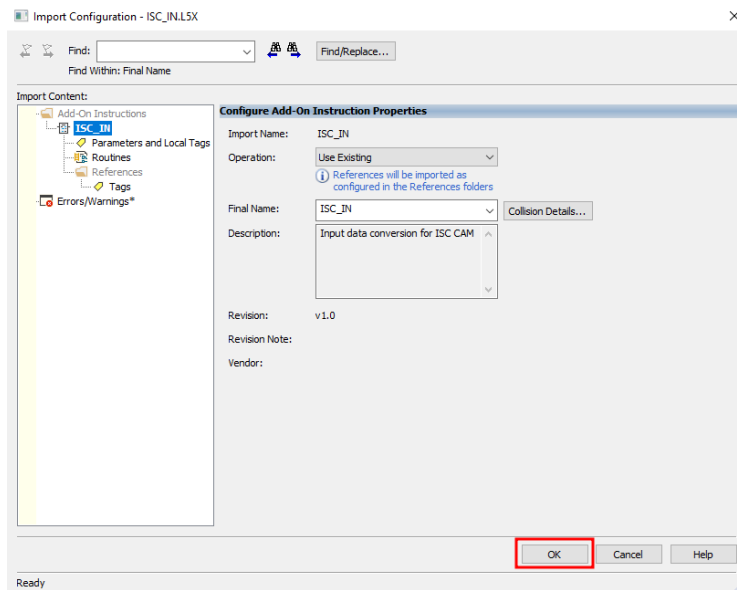 Import Configuration - ISC_IN.L5X
Find:
Find/Replace...
Find Within: Final Name
Import Content:
Add-On Instructions
ISC_IN
Parameters and Local Tags
Routines
References
Tags
Errors/Warnings*
Configure Add-On Instruction Properties
Import Name: ISC_IN
Operation: Use Existing
References will be imported as
configured in the References folders
Final Name: ISC_IN Collision Details...
Description: Input data conversion for ISC CAM
Revision: v1.0
Revision Note:
Vendor:
OK Cancel Help
Ready